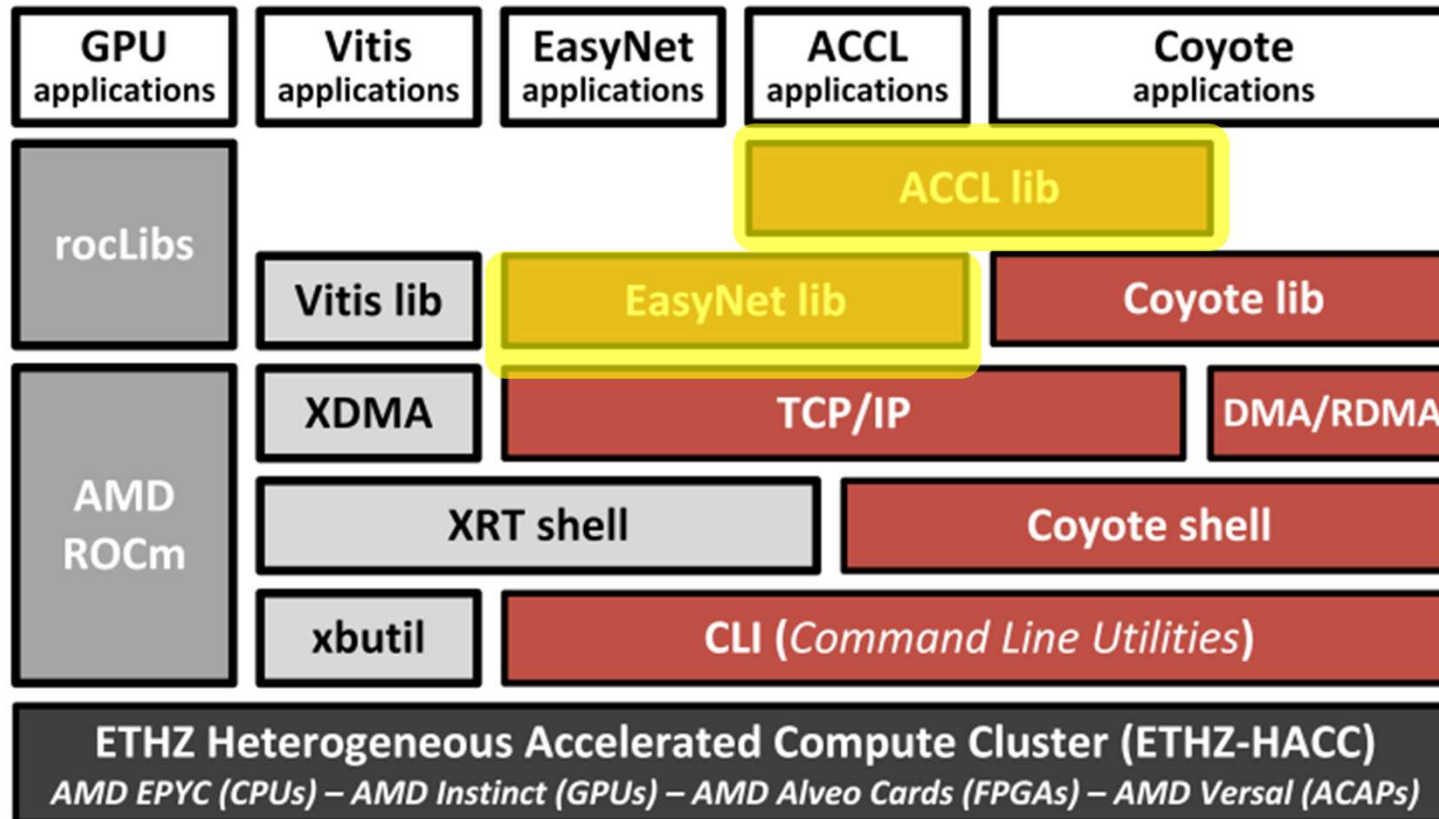 GPU
applications
Vitis
applications
EasyNet
applications
ACCL
applications
Coyote
applications
rocLibs
ACCL lib
Vitis lib
EasyNet lib
Coyote lib
AMD
ROCm
XDMA
TCP/IP
DMA/RDMA
XRT shell
Coyote shell
xbutil
CLI (Command Line Utilities)
ETHZ Heterogeneous Accelerated Compute Cluster (ETHZ-HACC)
AMD EPYC (CPUs) – AMD Instinct (GPUs) – AMD Alveo Cards (FPGAs) – AMD Versal (ACAPs)